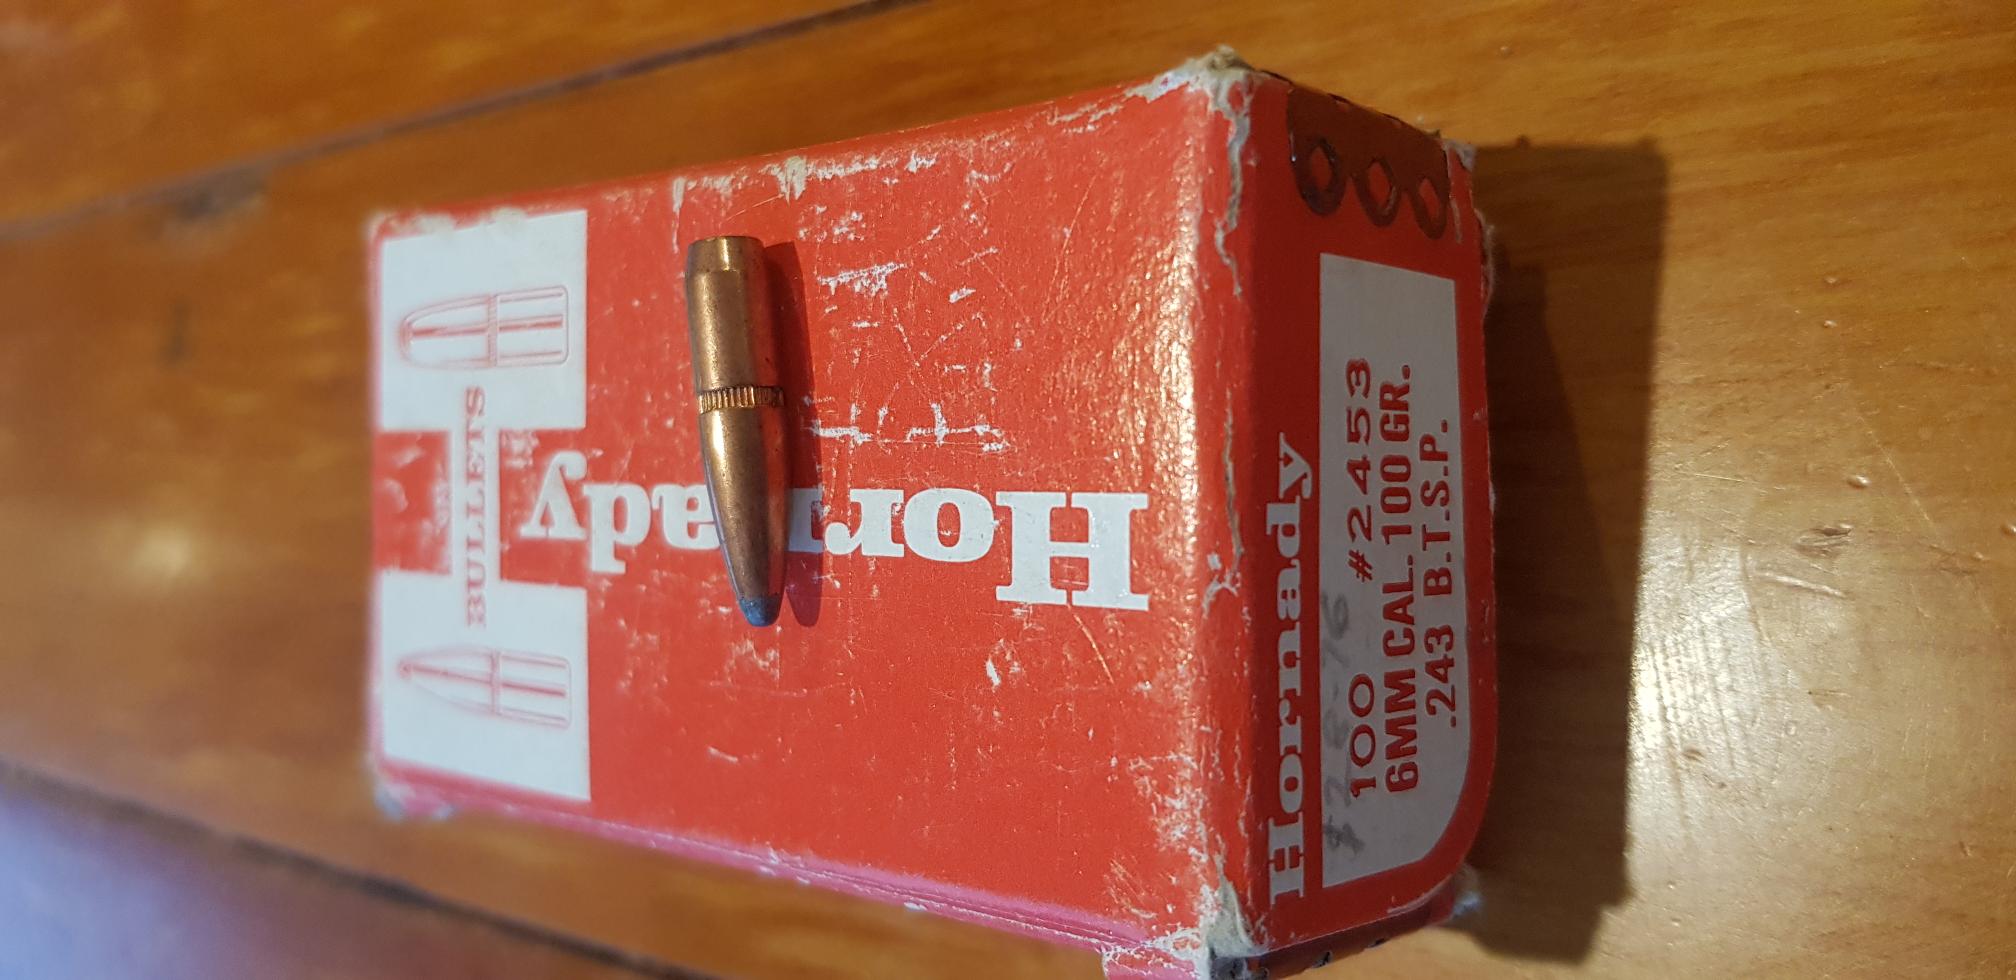 Hornady
BULLETS
Hornady
100 #2453
6MM CAL. 100 GR.
.243 B.T.S.P.